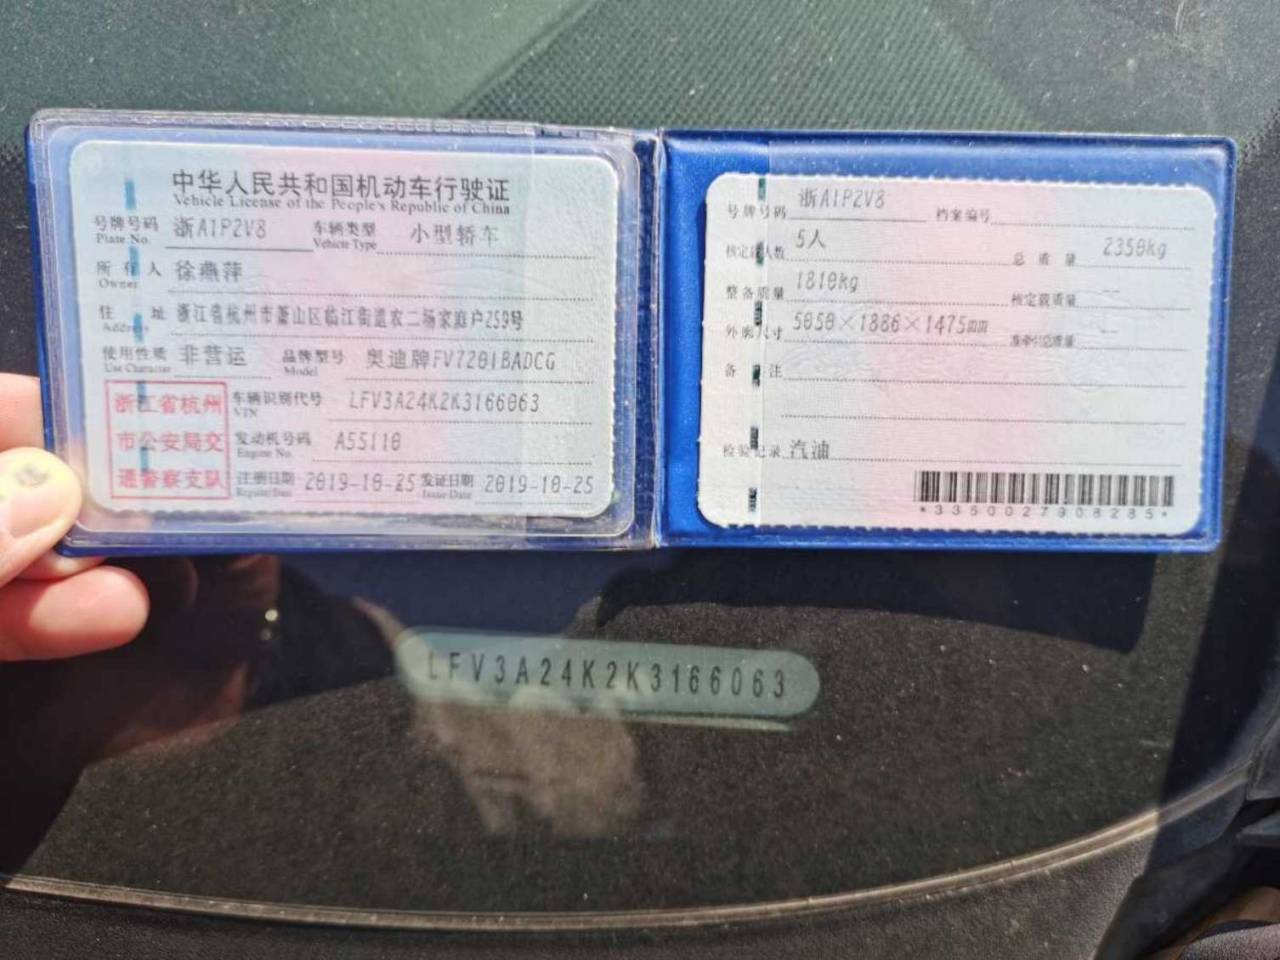 中华人民共和国机动车行驶证
Vehicle License of the People's Republic of China
号牌号码 浙A1P2V8 车辆类型 小型轿车
Plate No. Vehicle Type
所有人 徐燕萍
Owner
住址 浙江省杭州市萧山区临江街道农二场家庭户259号
Address
使用性质 非营运 品牌型号 奥迪牌FV7201BADCG
Use Character Model
浙江省杭州
市公安局交
通警察支队
车辆识别代号 LFV3A24K2K3166063
VIN
发动机号码 A55110
Engine No.
注册日期 2019-10-25 发证日期 2019-10-25
Register Date Issue Date
号牌号码 浙A1P2V8 档案编号
核定载人数 5人 总质量 2350kg
整备质量 1810kg 核定载质量 --
外廓尺寸 5050×1886×1475mm 准牵引总质量 --
备注
检验记录 汽油
*3350027908285*
LFV3A24K2K3166063